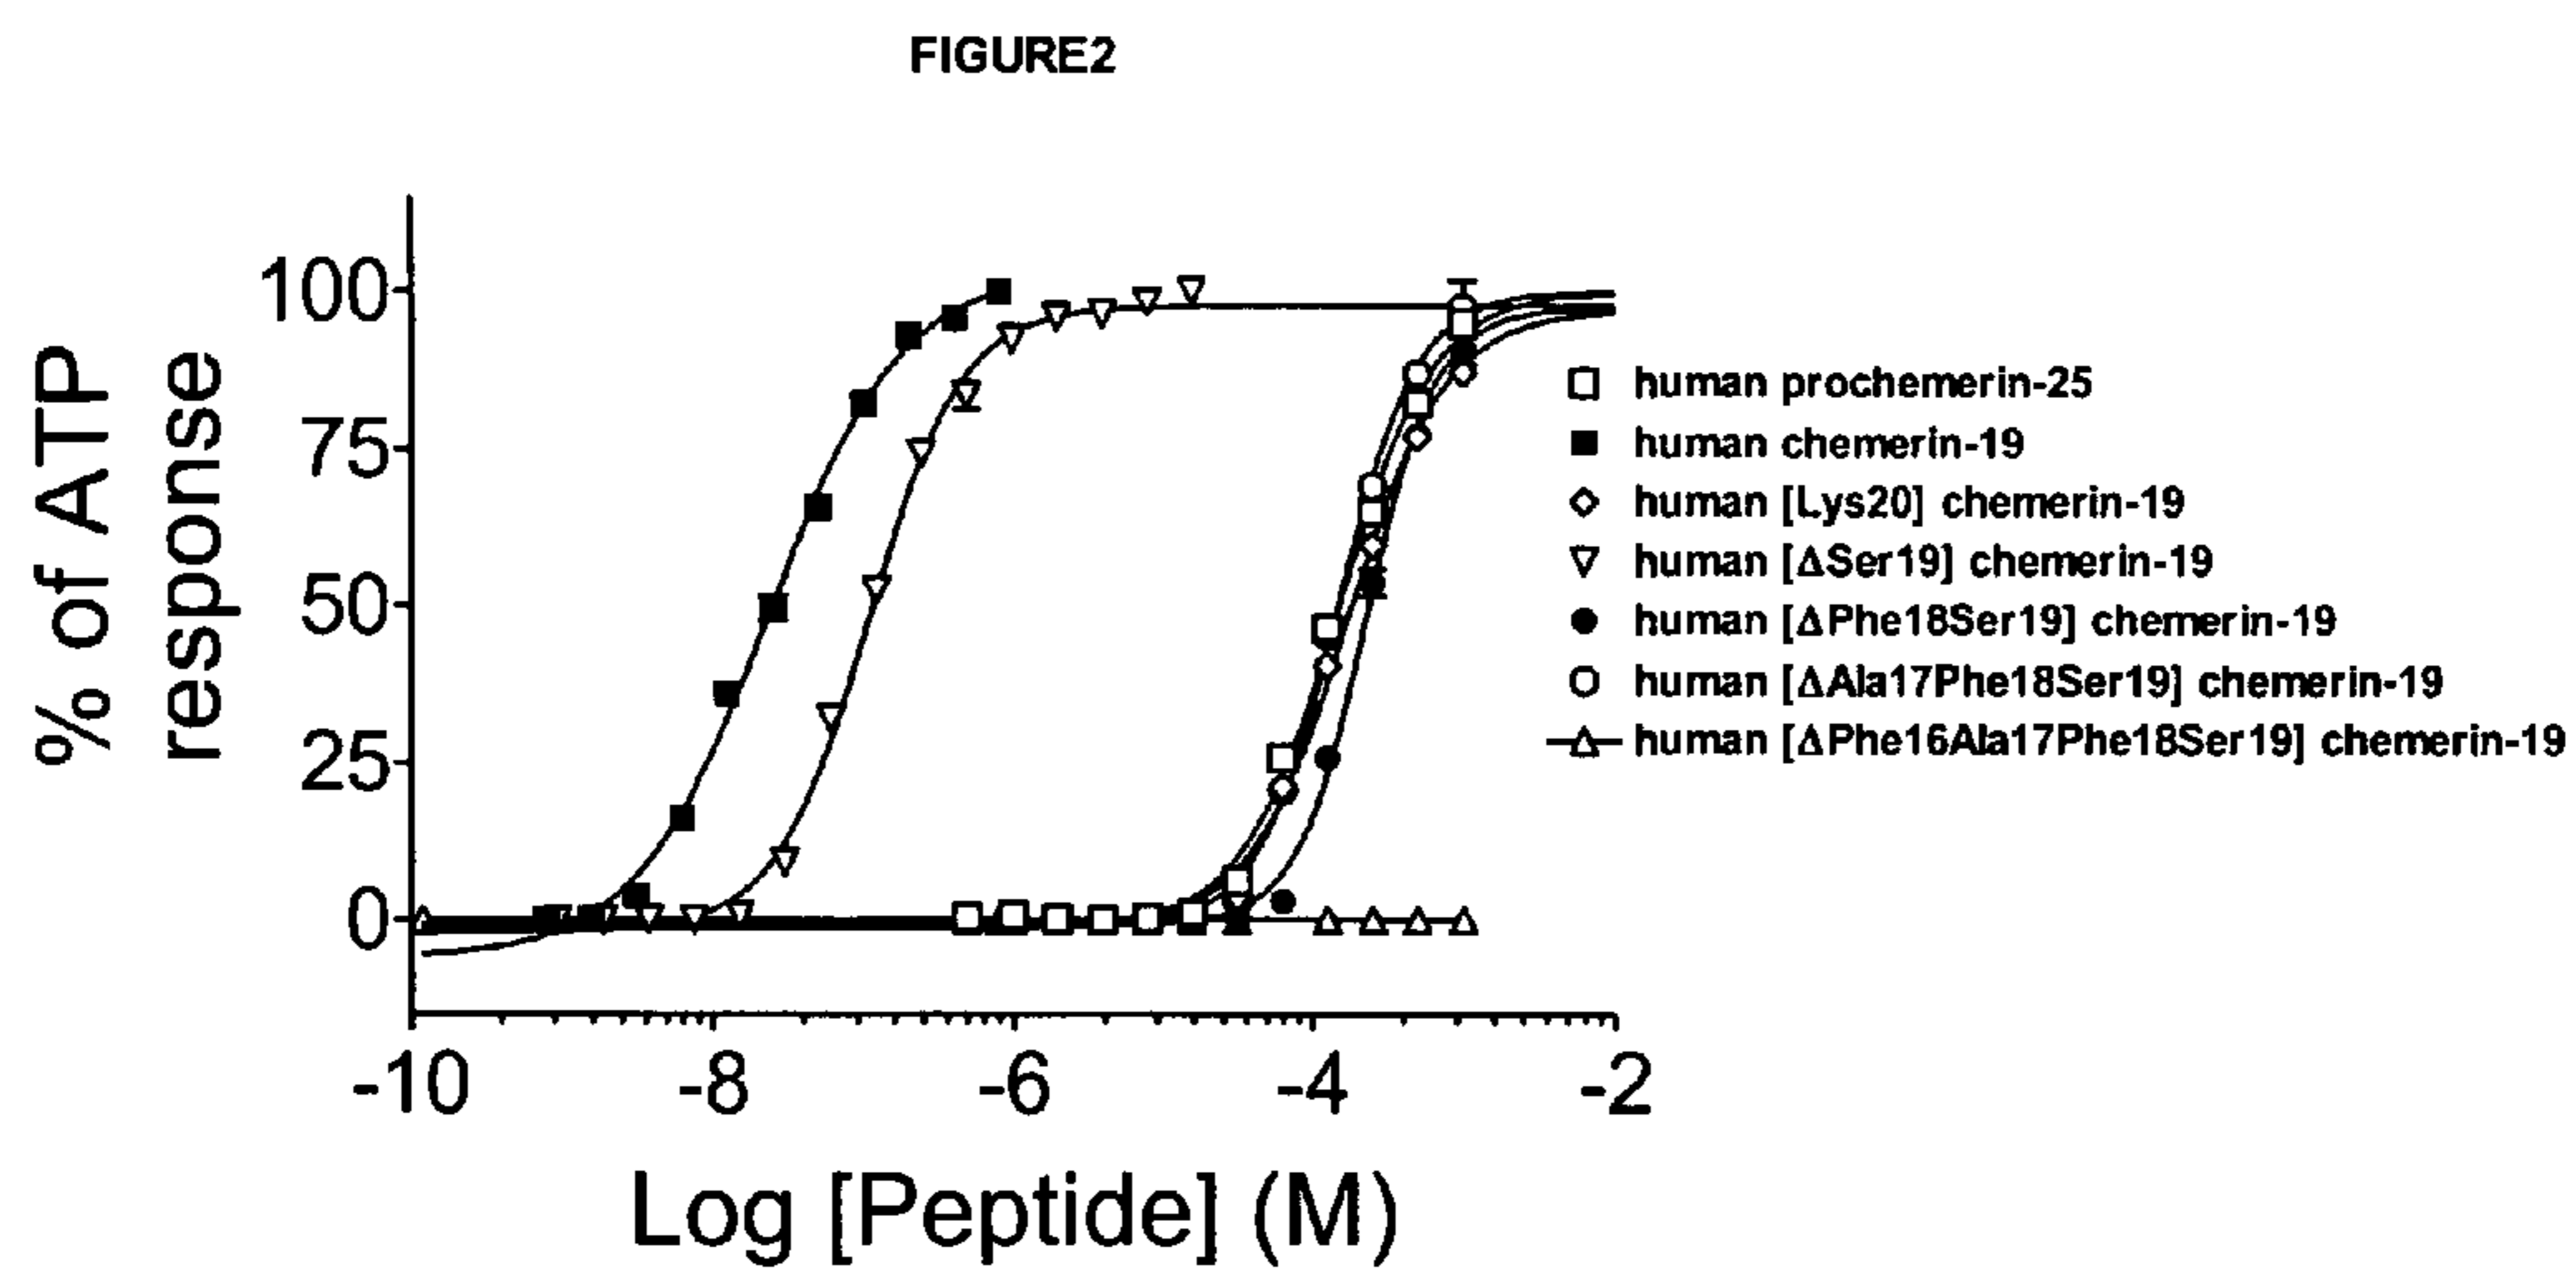 FIGURE2
% of ATP
response
100
75
50
25
0
-10
-8
-6
-4
-2
Log [Peptide] (M)
human prochemerin-25
human chemerin-19
human [Lys20] chemerin-19
human [ΔSer19] chemerin-19
human [ΔPhe18Ser19] chemerin-19
human [ΔAla17Phe18Ser19] chemerin-19
human [ΔPhe16Ala17Phe18Ser19] chemerin-19